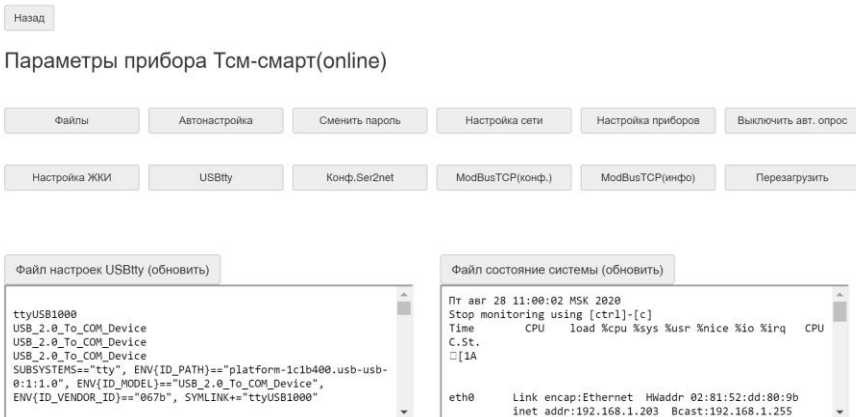 Назад
Параметры прибора Тсм-смарт(online)
Файлы
Автонастройка
Сменить пароль
Настройка сети
Настройка приборов
Выключить авт. опрос
Настройка ЖКИ
USBtty
Конф.Ser2net
ModBusTCP(конф.)
ModBusTCP(инфо)
Перезагрузить
Файл настроек USBtty (обновить)
ttyUSB1000
USB_2.0_To_COM_Device
USB_2.0_To_COM_Device
USB_2.0_To_COM_Device
SUBSYSTEMS=="tty", ENV{ID_PATH}=="platform-1c1b400.usb-usb-
0:1:1.0", ENV{ID_MODEL}=="USB_2.0_To_COM_Device",
ENV{ID_VENDOR_ID}=="067b", SYMLINK+="ttyUSB1000"
Файл состояние системы (обновить)
Пт авг 28 11:00:02 MSK 2020
Stop monitoring using [ctrl]-[c]
Time CPU load %cpu %sys %usr %nice %io %irq CPU
C.St.
□[1A
eth0 Link encap:Ethernet HWaddr 02:81:52:dd:80:9b
inet addr:192.168.1.203 Bcast:192.168.1.255